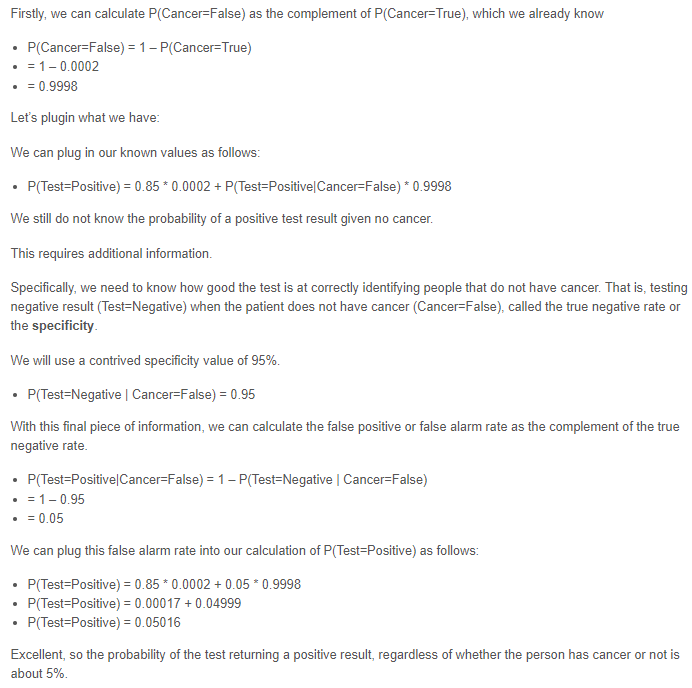 Firstly, we can calculate P(Cancer=False) as the complement of P(Cancer=True), which we already know
• P(Cancer=False) = 1 – P(Cancer=True)
• = 1 – 0.0002
• = 0.9998
Let's plugin what we have:
We can plug in our known values as follows:
• P(Test=Positive) = 0.85 * 0.0002 + P(Test=Positive|Cancer=False) * 0.9998
We still do not know the probability of a positive test result given no cancer.
This requires additional information.
Specifically, we need to know how good the test is at correctly identifying people that do not have cancer. That is, testing
negative result (Test=Negative) when the patient does not have cancer (Cancer=False), called the true negative rate or
the specificity.
We will use a contrived specificity value of 95%.
• P(Test=Negative | Cancer=False) = 0.95
With this final piece of information, we can calculate the false positive or false alarm rate as the complement of the true
negative rate.
• P(Test=Positive|Cancer=False) = 1 – P(Test=Negative | Cancer=False)
• = 1 – 0.95
• = 0.05
We can plug this false alarm rate into our calculation of P(Test=Positive) as follows:
• P(Test=Positive) = 0.85 * 0.0002 + 0.05 * 0.9998
• P(Test=Positive) = 0.00017 + 0.04999
• P(Test=Positive) = 0.05016
Excellent, so the probability of the test returning a positive result, regardless of whether the person has cancer or not is
about 5%.